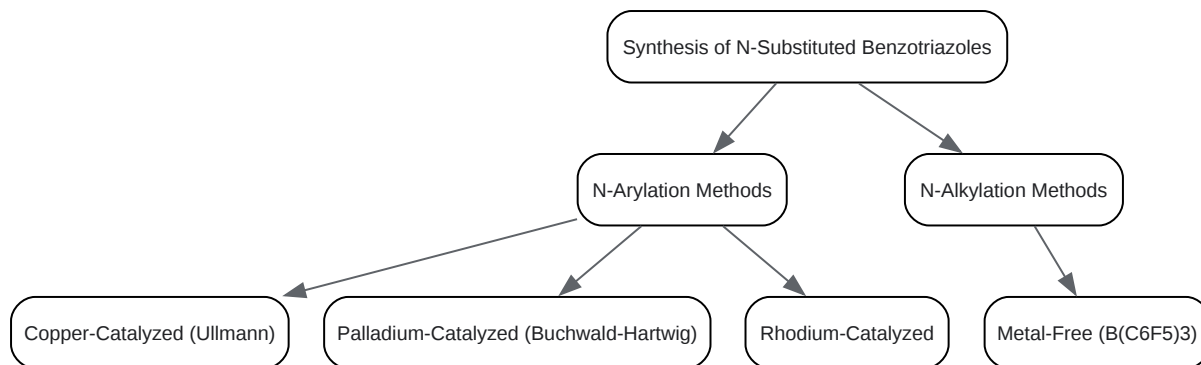 Synthesis of N-Substituted Benzotriazoles
N-Arylation Methods
N-Alkylation Methods
Copper-Catalyzed (Ullmann)
Palladium-Catalyzed (Buchwald-Hartwig)
Rhodium-Catalyzed
Metal-Free (B(C6F5)3)